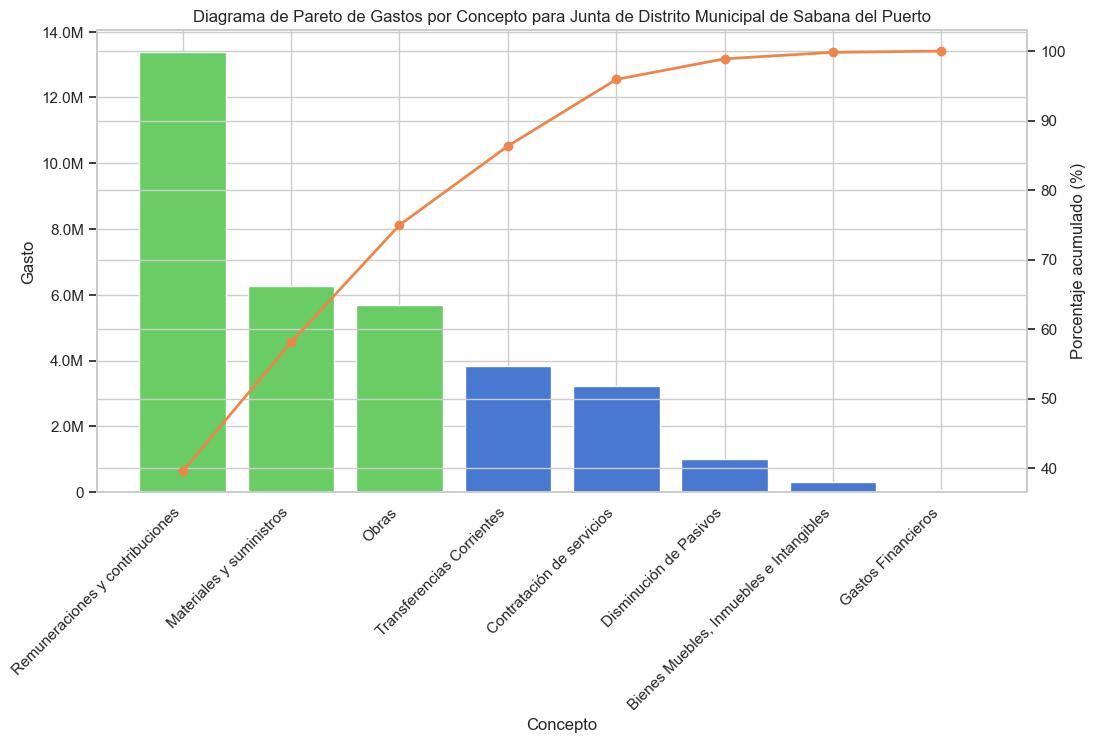 Diagrama de Pareto de Gastos por Concepto para Junta de Distrito Municipal de Sabana del Puerto
Gasto
14.0M
12.0M
10.0M
8.0M
6.0M
4.0M
2.0M
0
Porcentaje acumulado (%)
100
90
80
70
60
50
40
Remuneraciones y contribuciones
Materiales y suministros
Obras
Transferencias Corrientes
Contratación de servicios
Disminución de Pasivos
Bienes Muebles, Inmuebles e Intangibles
Gastos Financieros
Concepto